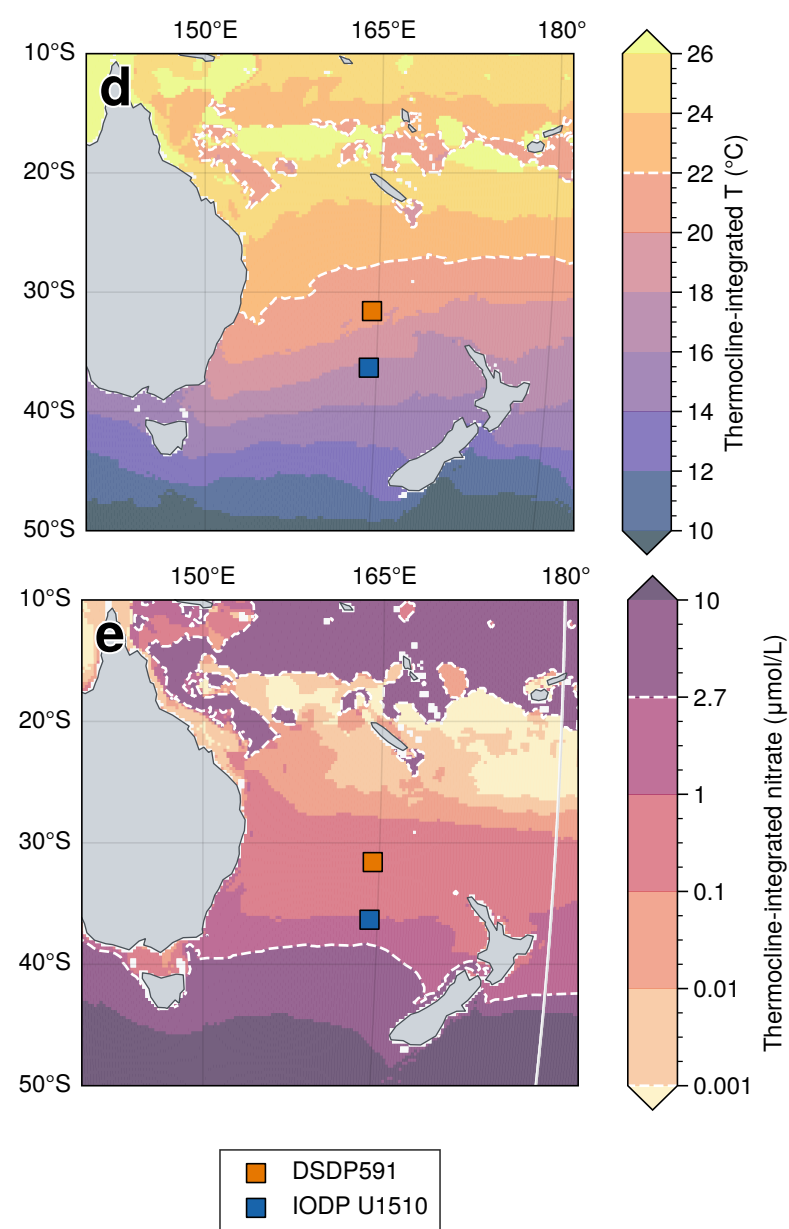 150°E 165°E 180°
d
10°S
20°S
30°S
40°S
50°S
26
24
22
20
18
16
14
12
10
Thermocline-integrated T (°C)
150°E 165°E 180°
e
10°S
20°S
30°S
40°S
50°S
10
2.7
1
0.1
0.01
0.001
Thermocline-integrated nitrate (μmol/L)
DSDP591
IODP U1510